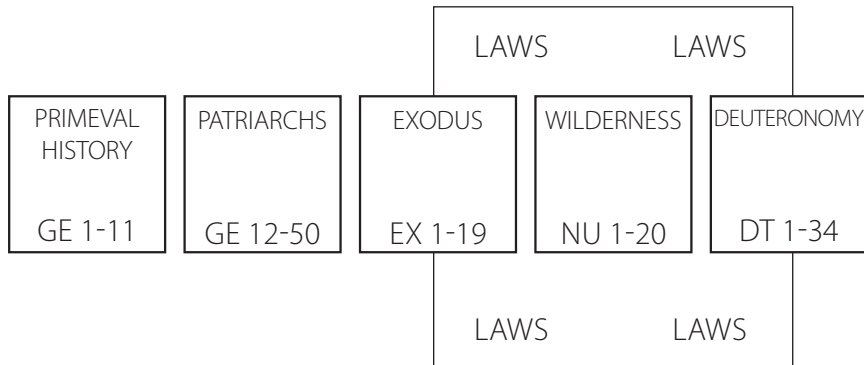 LAWS LAWS
PRIMEVAL
HISTORY
GE 1-11
PATRIARCHS
GE 12-50
EXODUS
EX 1-19
WILDERNESS
NU 1-20
DEUTERONOMY
DT 1-34
LAWS LAWS